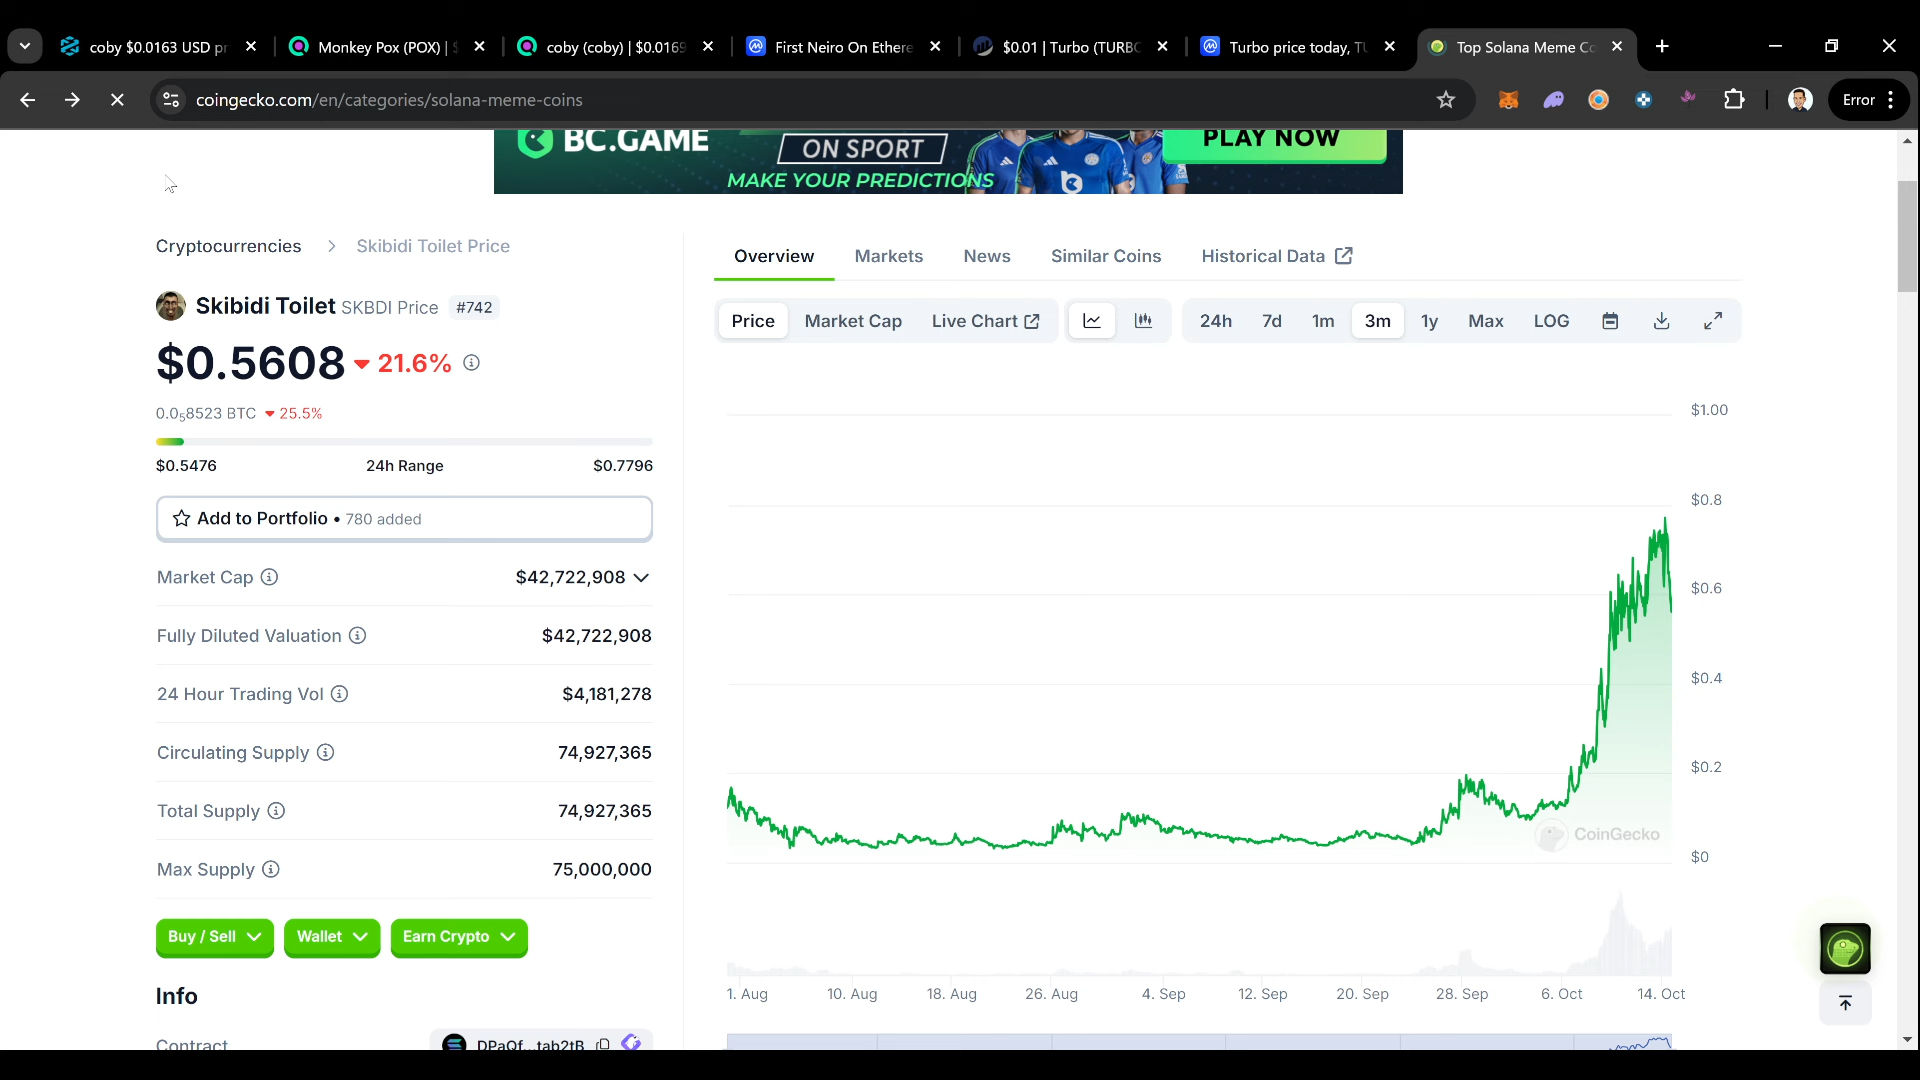 coby $0.0163 USD pr
Monkey Pox (POX) | $
coby (coby) | $0.0169
First Neiro On Ethere
$0.01 | Turbo (TURBO
Turbo price today, TU
Top Solana Meme Co
coingecko.com/en/categories/solana-meme-coins
Error
BC.GAME
ON SPORT
MAKE YOUR PREDICTIONS
PLAY NOW
Cryptocurrencies > Skibidi Toilet Price
Skibidi Toilet SKBDI Price #742
$0.5608 21.6%
0.0₅8523 BTC 25.5%
$0.5476 24h Range $0.7796
Add to Portfolio • 780 added
Market Cap $42,722,908
Fully Diluted Valuation $42,722,908
24 Hour Trading Vol $4,181,278
Circulating Supply 74,927,365
Total Supply 74,927,365
Max Supply 75,000,000
Buy / Sell Wallet Earn Crypto
Info
Contract DPaQf...tab2tB
Overview Markets News Similar Coins Historical Data
Price Market Cap Live Chart 24h 7d 1m 3m 1y Max LOG
$1.00
$0.8
$0.6
$0.4
$0.2
CoinGecko
$0
1. Aug 10. Aug 18. Aug 26. Aug 4. Sep 12. Sep 20. Sep 28. Sep 6. Oct 14. Oct